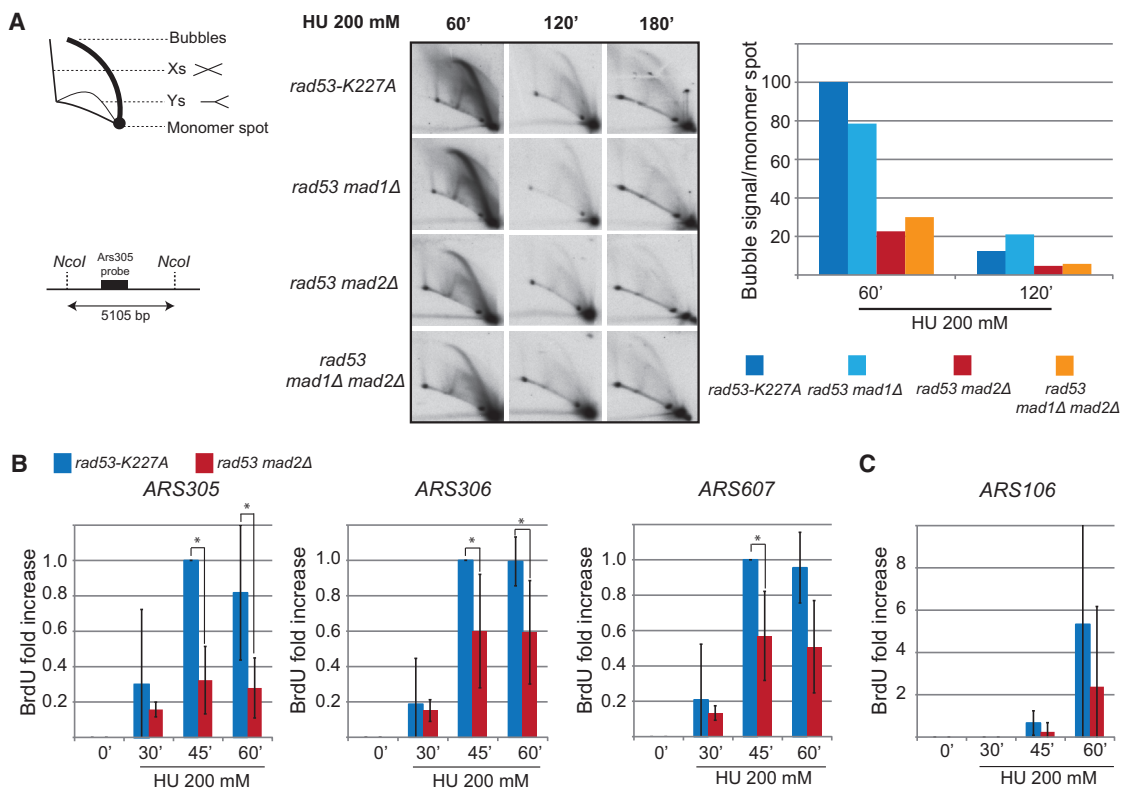 A
Bubbles
Xs
Ys
Monomer spot
NcoI
Ars305
probe
NcoI
5105 bp
HU 200 mM
60’
120’
180’
rad53-K227A
rad53 mad1Δ
rad53 mad2Δ
rad53
mad1Δ mad2Δ
Bubble signal/monomer spot
100
80
60
40
20
60’
120’
HU 200 mM
rad53-K227A
rad53 mad1Δ
rad53 mad2Δ
rad53
mad1Δ mad2Δ
B
rad53-K227A
rad53 mad2Δ
ARS305
BrdU fold increase
1.0
0.8
0.6
0.4
0.2
*
*
0’
30’
45’
60’
HU 200 mM
ARS306
BrdU fold increase
1.0
0.8
0.6
0.4
0.2
*
*
0’
30’
45’
60’
HU 200 mM
ARS607
BrdU fold increase
1.0
0.8
0.6
0.4
0.2
*
0’
30’
45’
60’
HU 200 mM
C
ARS106
BrdU fold increase
8
6
4
2
0’
30’
45’
60’
HU 200 mM